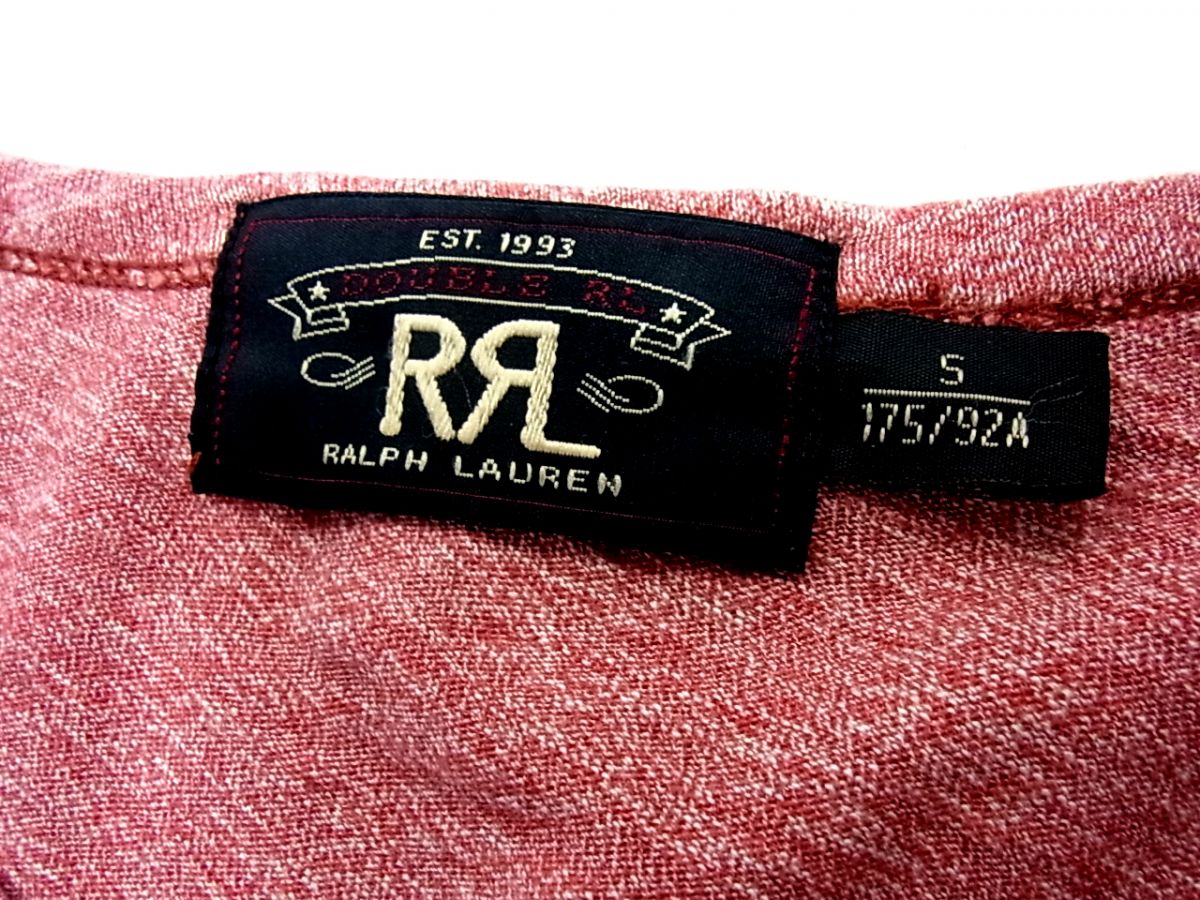 EST. 1993
DOUBLE RL
RRL
RALPH LAUREN
S
175/92A